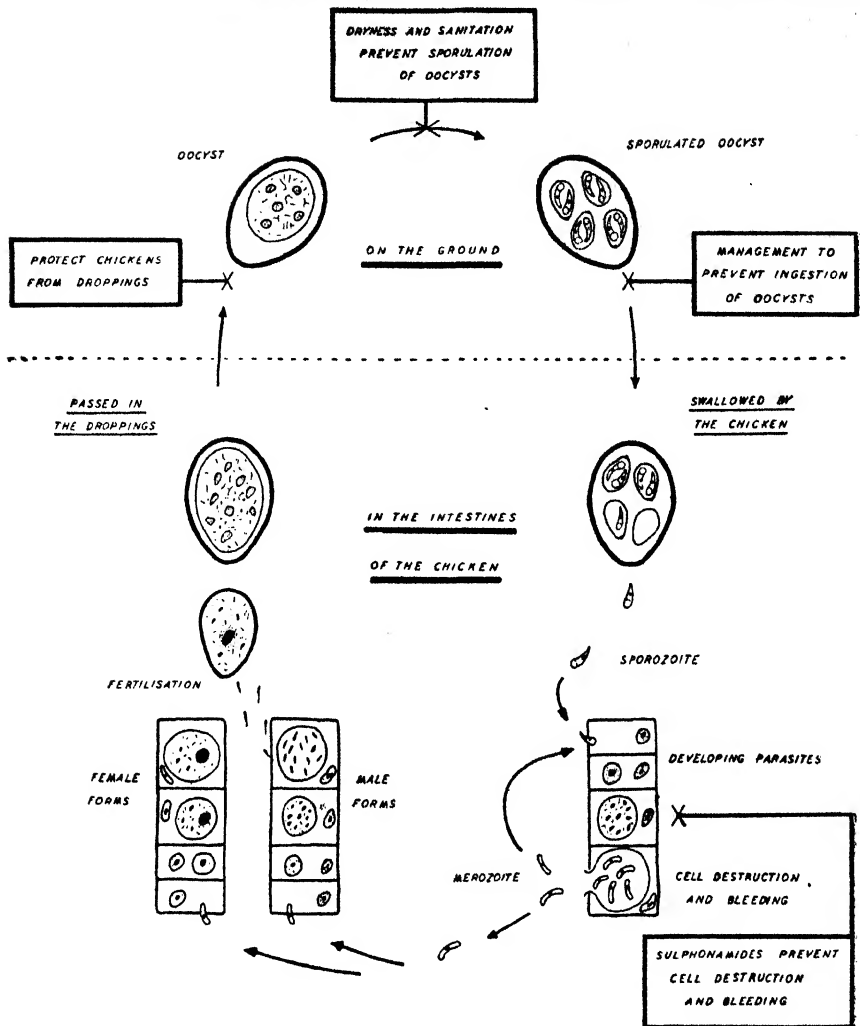 DRYNESS AND SANITATION
PREVENT SPORULATION
OF OOCYSTS
OOCYST
SPORULATED OOCYST
ON THE GROUND
PROTECT CHICKENS
FROM DROPPINGS
MANAGEMENT TO
PREVENT INGESTION
OF OOCYSTS
PASSED IN
THE DROPPINGS
SWALLOWED BY
THE CHICKEN
IN THE INTESTINES
OF THE CHICKEN
SPOROZOITE
FERTILISATION
FEMALE
FORMS
MALE
FORMS
DEVELOPING PARASITES
MEROZOITE
CELL DESTRUCTION
AND BLEEDING
SULPHONAMIDES PREVENT
CELL DESTRUCTION
AND BLEEDING